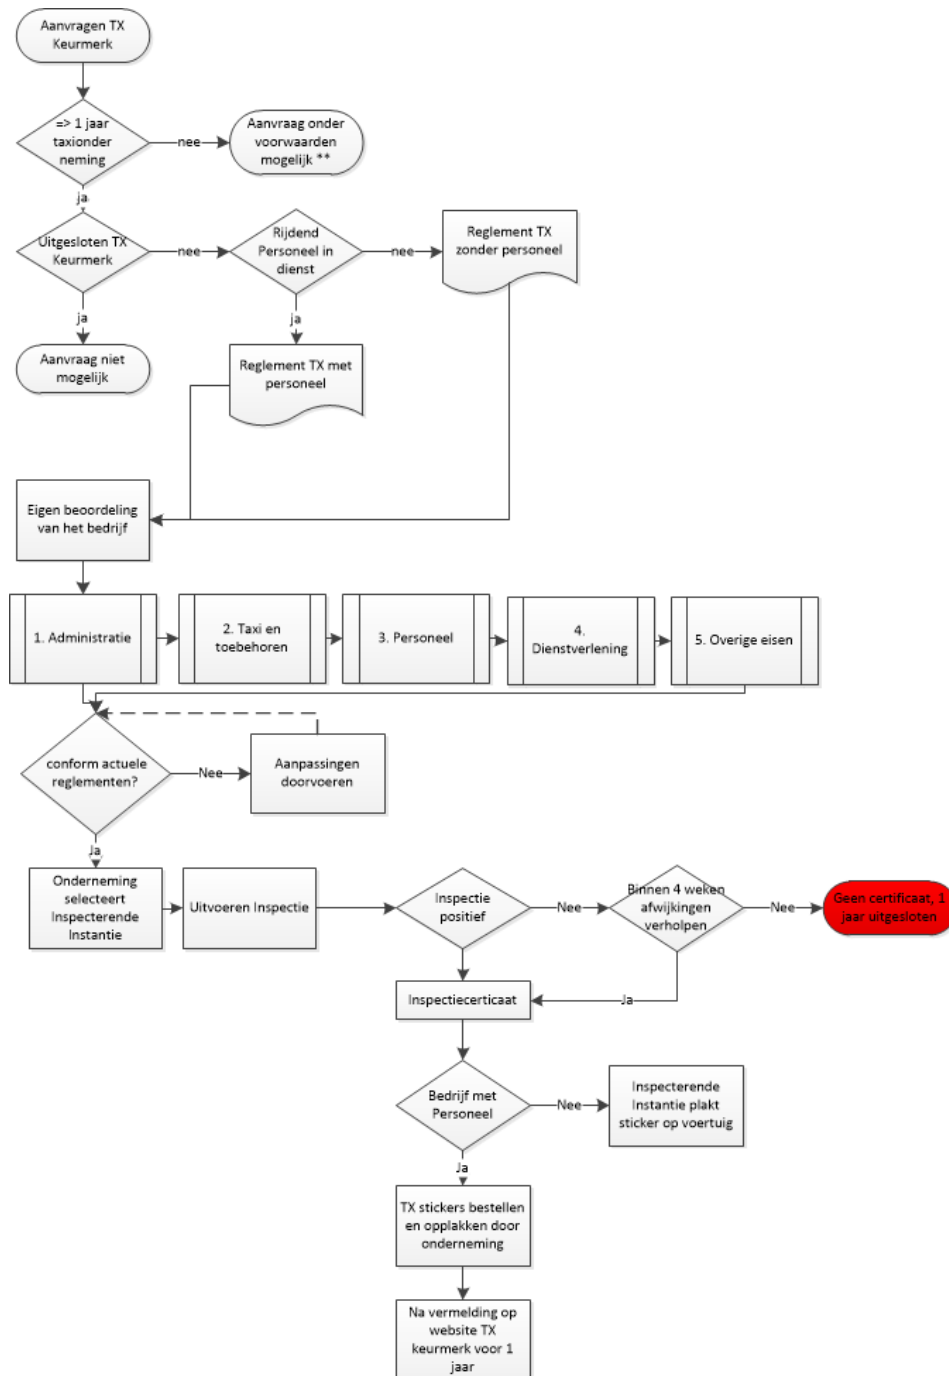 Aanvragen TX
Keurmerk
=> 1 jaar
taxionder
neming
nee
Aanvraag onder
voorwaarden
mogelijk **
ja
Uitgesloten TX
Keurmerk
nee
Rijdend
Personeel in
dienst
nee
Reglement TX
zonder personeel
ja
ja
Aanvraag niet
mogelijk
Reglement TX met
personeel
Eigen beoordeling
van het bedrijf
1. Administratie
2. Taxi en
toebehoren
3. Personeel
4.
Dienstverlening
5. Overige eisen
conform actuele
reglementen?
Nee
Aanpassingen
doorvoeren
Ja
Onderneming
selecteert
Inspecterende
Instantie
Uitvoeren Inspectie
Inspectie
positief
Nee
Binnen 4 weken
afwijkingen
verholpen
Nee
Geen certificaat, 1
jaar uitgesloten
Inspectiecerticaat
Ja
Bedrijf met
Personeel
Nee
Inspecterende
Instantie plakt
sticker op voertuig
Ja
TX stickers bestellen
en opplakken door
onderneming
Na vermelding op
website TX
keurmerk voor 1
jaar